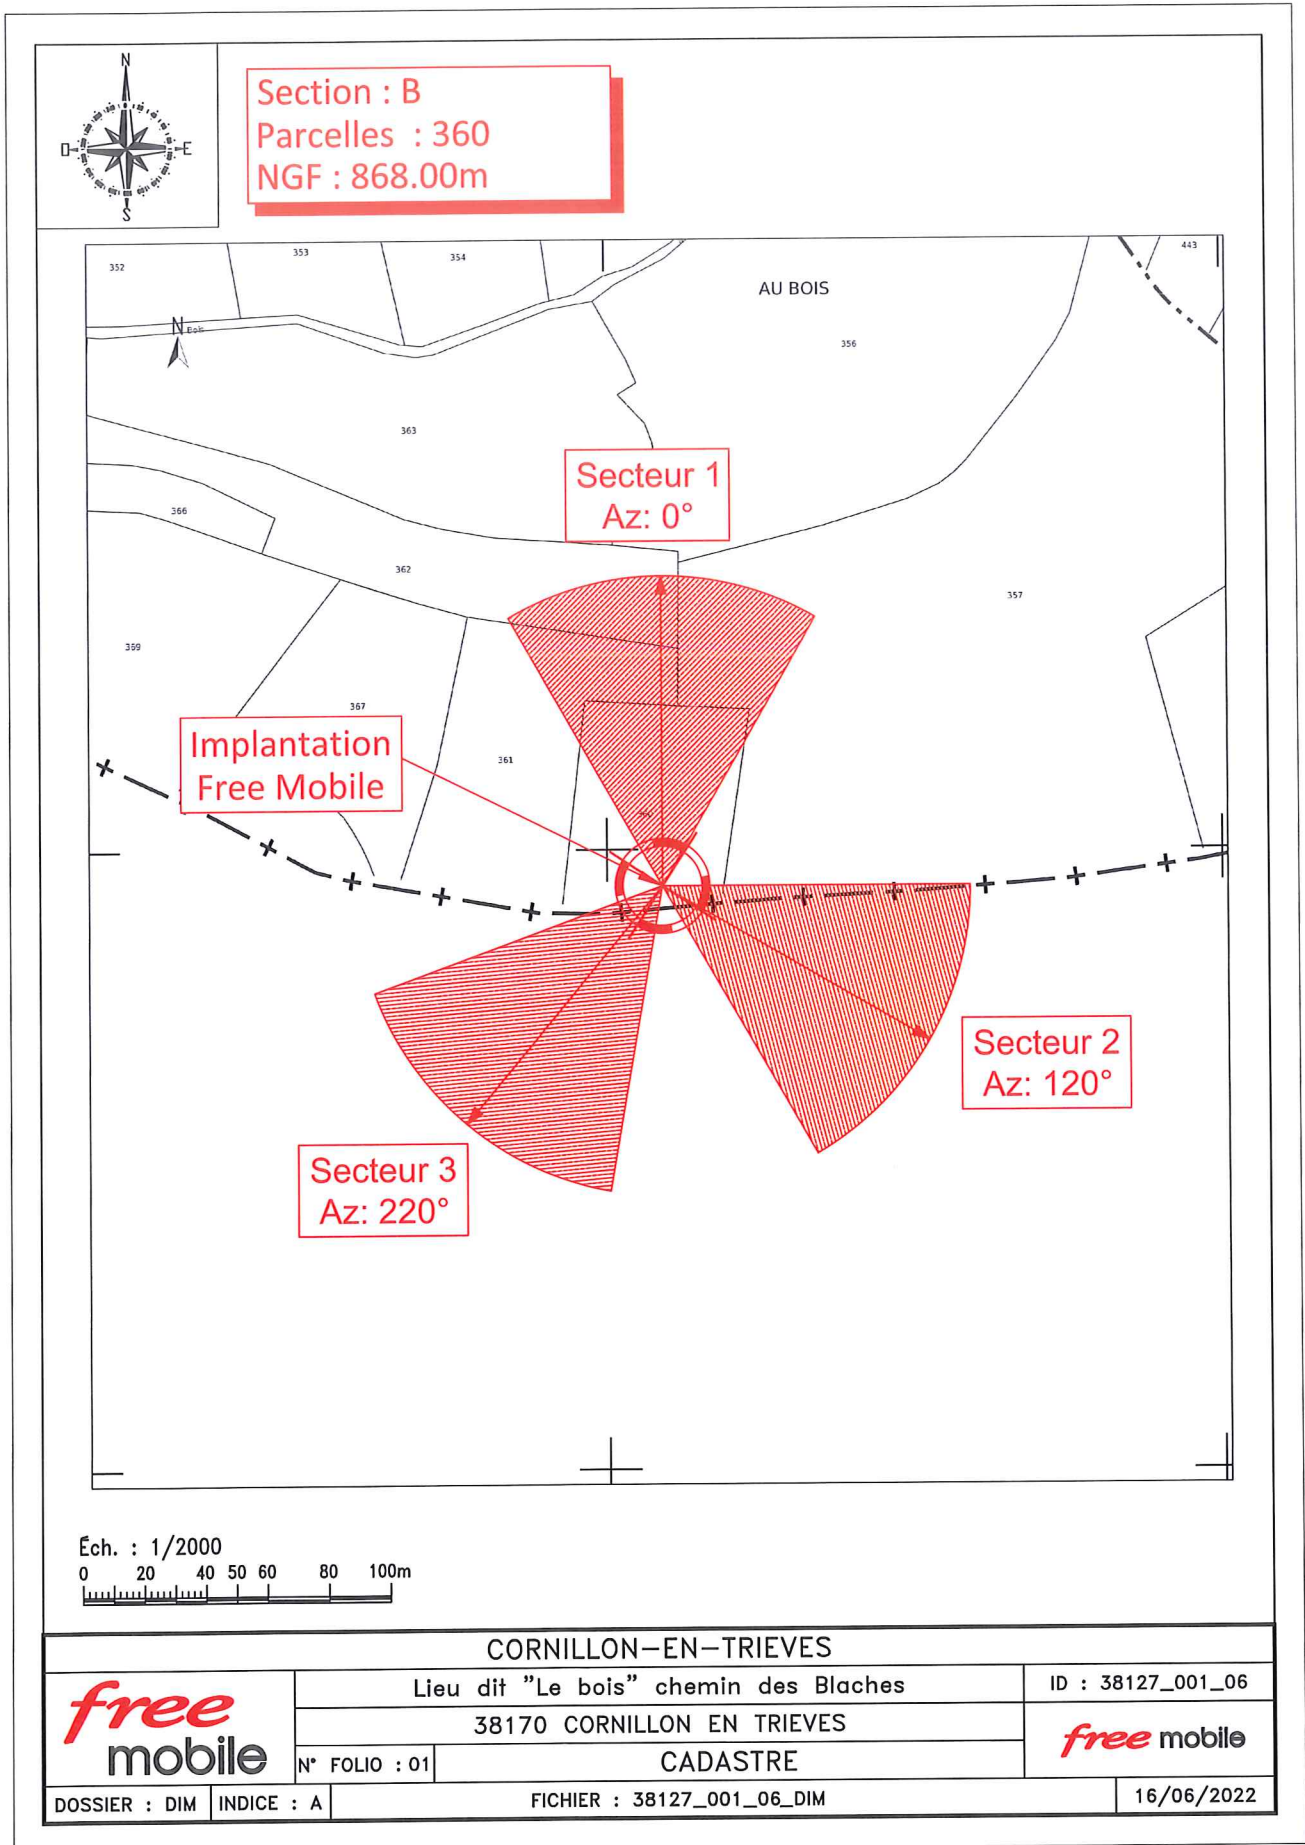 N
O
E
S
Section : B
Parcelles : 360
NGF : 868.00m
352
353
354
443
AU BOIS
N
Bois
356
363
Secteur 1
Az: 0°
366
362
357
369
367
361
Implantation
Free Mobile
360
Secteur 2
Az: 120°
Secteur 3
Az: 220°
Éch. : 1/2000
0 20 40 50 60 80 100m
CORNILLON-EN-TRIEVES
free
mobile
Lieu dit "Le bois" chemin des Blaches
ID : 38127_001_06
38170 CORNILLON EN TRIEVES
free mobile
N° FOLIO : 01
CADASTRE
DOSSIER : DIM
INDICE : A
FICHIER : 38127_001_06_DIM
16/06/2022